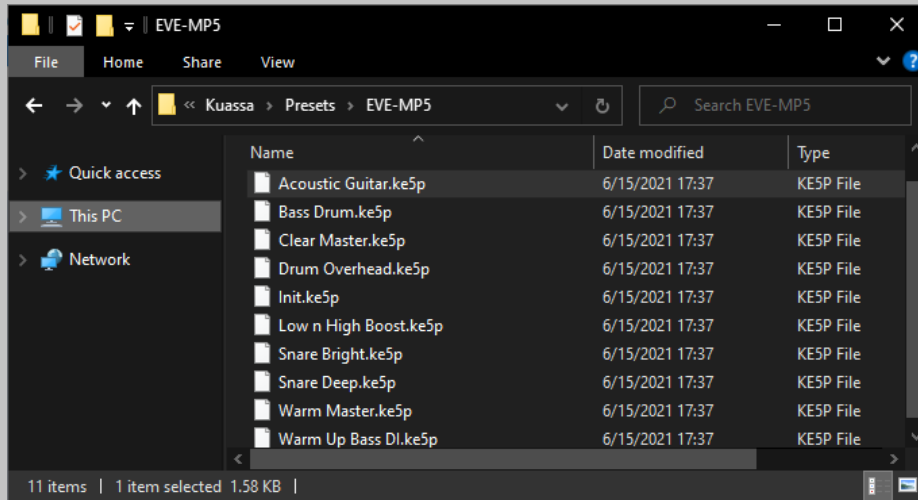 EVE-MP5
File Home Share View
« Kuassa > Presets > EVE-MP5 Search EVE-MP5
Quick access
This PC
Network
Name Date modified Type
Acoustic Guitar.ke5p 6/15/2021 17:37 KE5P File
Bass Drum.ke5p 6/15/2021 17:37 KE5P File
Clear Master.ke5p 6/15/2021 17:37 KE5P File
Drum Overhead.ke5p 6/15/2021 17:37 KE5P File
Init.ke5p 6/15/2021 17:37 KE5P File
Low n High Boost.ke5p 6/15/2021 17:37 KE5P File
Snare Bright.ke5p 6/15/2021 17:37 KE5P File
Snare Deep.ke5p 6/15/2021 17:37 KE5P File
Warm Master.ke5p 6/15/2021 17:37 KE5P File
Warm Up Bass DI.ke5p 6/15/2021 17:37 KE5P File
11 items | 1 item selected 1.58 KB |